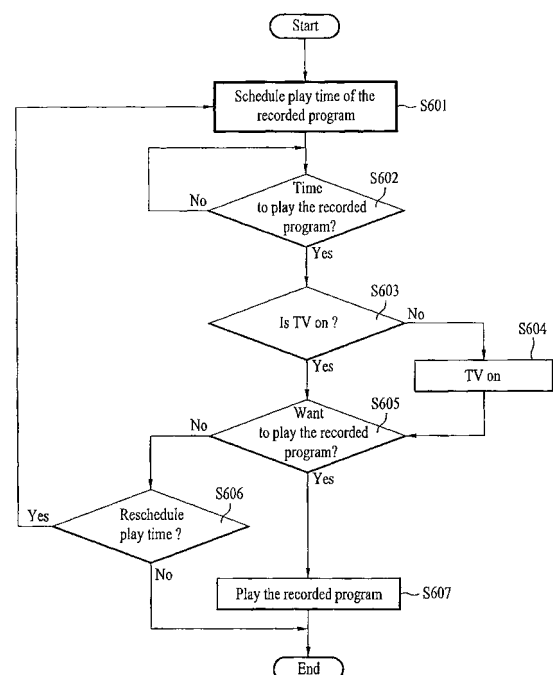 Start
Schedule play time of the
recorded program
S601
S602
Time
to play the recorded
program?
No
Yes
S603
Is TV on ?
No
S604
Yes
TV on
S605
Want
to play the recorded
program?
No
Yes
S606
Reschedule
play time ?
Yes
No
Play the recorded program
S607
End